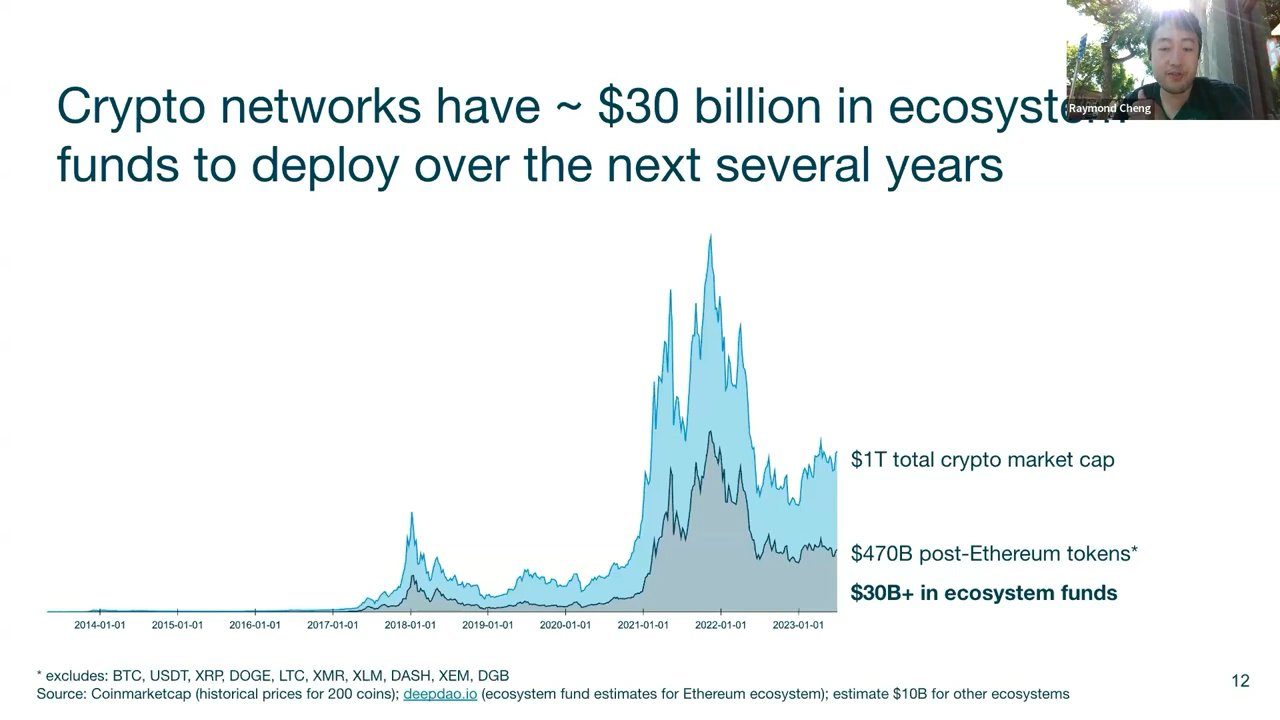 Crypto networks have ~ $30 billion in ecosystem
funds to deploy over the next several years
Raymond Cheng
$1T total crypto market cap
$470B post-Ethereum tokens*
$30B+ in ecosystem funds
2014-01-01 2015-01-01 2016-01-01 2017-01-01 2018-01-01 2019-01-01 2020-01-01 2021-01-01 2022-01-01 2023-01-01
* excludes: BTC, USDT, XRP, DOGE, LTC, XMR, XLM, DASH, XEM, DGB
Source: Coinmarketcap (historical prices for 200 coins); deepdao.io (ecosystem fund estimates for Ethereum ecosystem); estimate $10B for other ecosystems
12